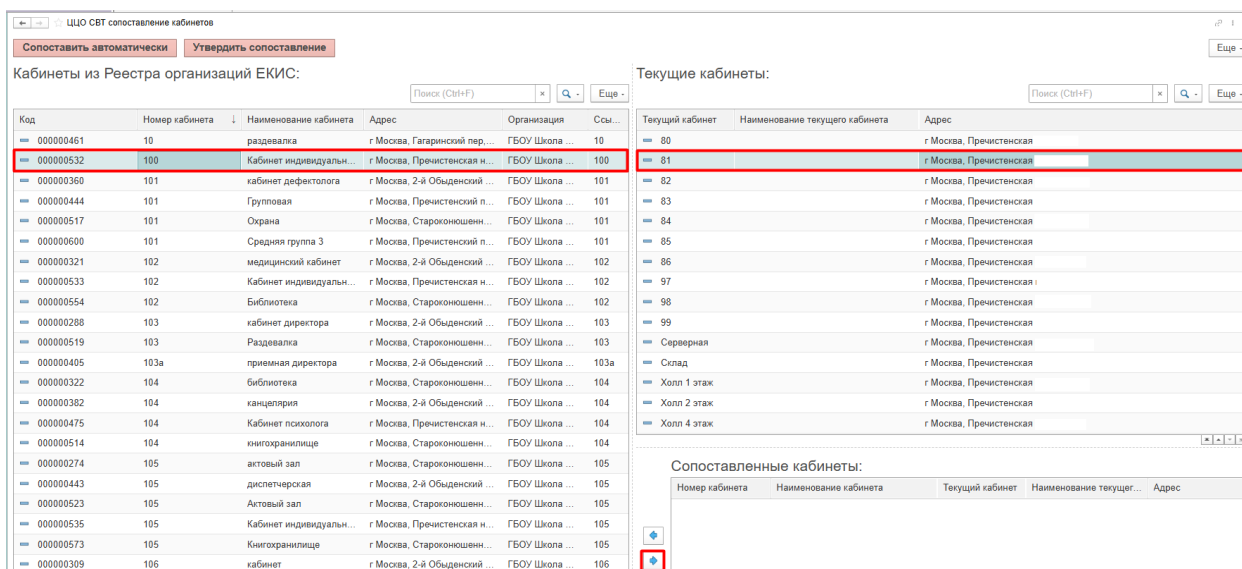 ЦЦО СВТ сопоставление кабинетов
Сопоставить автоматически Утвердить сопоставление Еще
Кабинеты из Реестра организаций ЕКИС: Текущие кабинеты:
Поиск (Ctrl+F) × Еще Поиск (Ctrl+F) × Еще
Код Номер кабинета ↓ Наименование кабинета Адрес Организация Ссы... Текущий кабинет Наименование текущего кабинета Адрес
000000461 10 раздевалка г Москва, Гагаринский пер,... ГБОУ Школа ... 10 80 г Москва, Пречистенская
000000532 100 Кабинет индивидуальн... г Москва, Пречистенская н... ГБОУ Школа ... 100 81 г Москва, Пречистенская
000000360 101 кабинет дефектолога г Москва, 2-й Обыденский ... ГБОУ Школа ... 101 82 г Москва, Пречистенская
000000444 101 Групповая г Москва, Пречистенский п... ГБОУ Школа ... 101 83 г Москва, Пречистенская
000000517 101 Охрана г Москва, Староконюшенн... ГБОУ Школа ... 101 84 г Москва, Пречистенская
000000600 101 Средняя группа 3 г Москва, Пречистенский п... ГБОУ Школа ... 101 85 г Москва, Пречистенская
000000321 102 медицинский кабинет г Москва, 2-й Обыденский ... ГБОУ Школа ... 102 86 г Москва, Пречистенская
000000533 102 Кабинет индивидуальн... г Москва, Пречистенская н... ГБОУ Школа ... 102 97 г Москва, Пречистенская
000000554 102 Библиотека г Москва, Староконюшенн... ГБОУ Школа ... 102 98 г Москва, Пречистенская
000000288 103 кабинет директора г Москва, 2-й Обыденский ... ГБОУ Школа ... 103 99 г Москва, Пречистенская
000000519 103 Раздевалка г Москва, Староконюшенн... ГБОУ Школа ... 103 Серверная г Москва, Пречистенская
000000405 103а приемная директора г Москва, 2-й Обыденский ... ГБОУ Школа ... 103а Склад г Москва, Пречистенская
000000322 104 библиотека г Москва, Староконюшенн... ГБОУ Школа ... 104 Холл 1 этаж г Москва, Пречистенская
000000382 104 канцелярия г Москва, 2-й Обыденский ... ГБОУ Школа ... 104 Холл 2 этаж г Москва, Пречистенская
000000475 104 Кабинет психолога г Москва, Пречистенская н... ГБОУ Школа ... 104 Холл 4 этаж г Москва, Пречистенская
000000514 104 книгохранилище г Москва, Староконюшенн... ГБОУ Школа ... 104
000000274 105 актовый зал г Москва, Староконюшенн... ГБОУ Школа ... 105 Сопоставленные кабинеты:
000000443 105 диспетчерская г Москва, 2-й Обыденский ... ГБОУ Школа ... 105 Номер кабинета Наименование кабинета Текущий кабинет Наименование текущег... Адрес
000000523 105 Актовый зал г Москва, Староконюшенн... ГБОУ Школа ... 105
000000535 105 Кабинет индивидуальн... г Москва, Пречистенская н... ГБОУ Школа ... 105
000000573 105 Книгохранилище г Москва, Староконюшенн... ГБОУ Школа ... 105
000000309 106 кабинет г Москва, 2-й Обыденский ... ГБОУ Школа ... 106